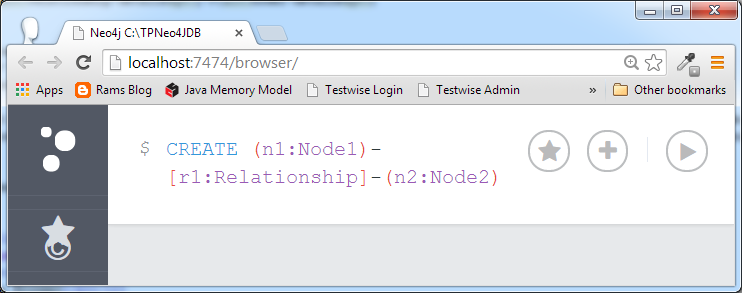 Neo4j C:\TPNeo4JDB
localhost:7474/browser/
Apps Rams Blog Java Memory Model Testwise Login Testwise Admin » Other bookmarks
$ CREATE (n1:Node1)-
[r1:Relationship]-(n2:Node2)